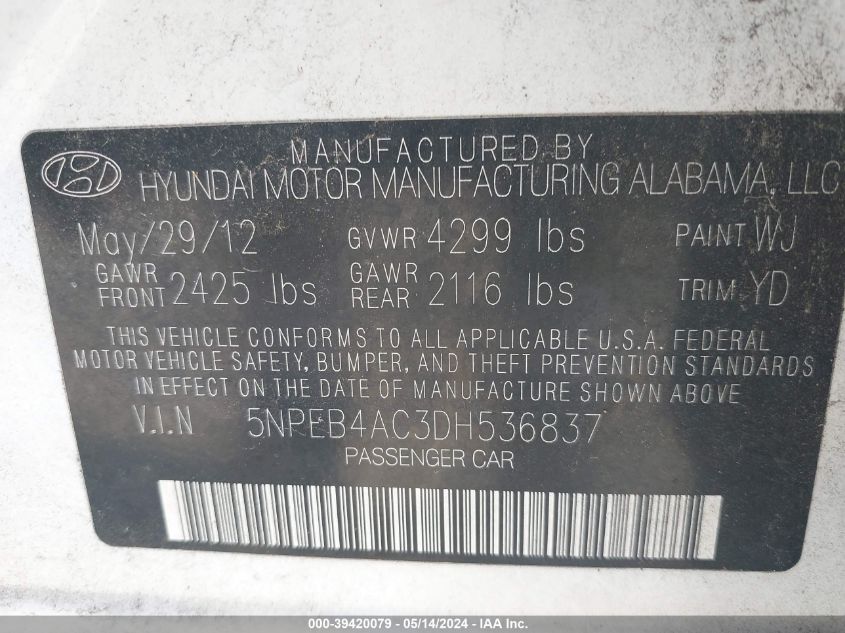 MANUFACTURED BY
HYUNDAI MOTOR MANUFACTURING ALABAMA, LLC
May/29/12 GVWR 4299 lbs PAINT WJ
GAWR FRONT 2425 lbs GAWR REAR 2116 lbs TRIM YD
THIS VEHICLE CONFORMS TO ALL APPLICABLE U.S.A. FEDERAL
MOTOR VEHICLE SAFETY, BUMPER, AND THEFT PREVENTION STANDARDS
IN EFFECT ON THE DATE OF MANUFACTURE SHOWN ABOVE
V.I.N 5NPEB4AC3DH536837
PASSENGER CAR
000-39420079 - 05/14/2024 - IAA Inc.